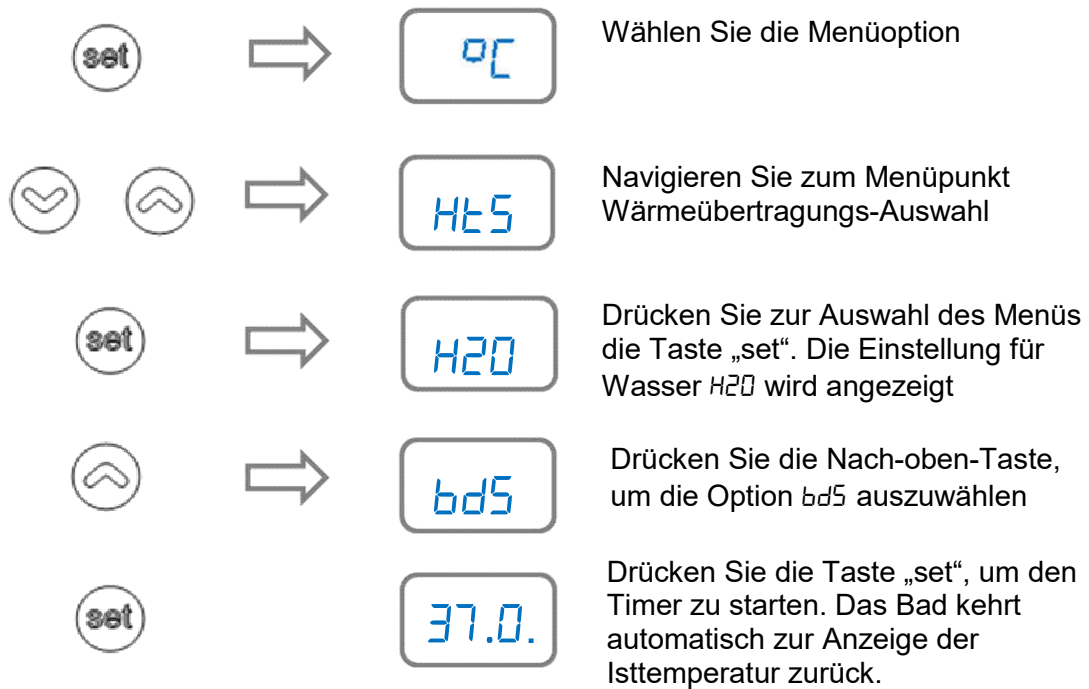 set
°C
Wählen Sie die Menüoption
HtS
Navigieren Sie zum Menüpunkt
Wärmeübertragungs-Auswahl
set
H20
Drücken Sie zur Auswahl des Menüs
die Taste „set“. Die Einstellung für
Wasser H20 wird angezeigt
bdS
Drücken Sie die Nach-oben-Taste,
um die Option bdS auszuwählen
set
37.0.
Drücken Sie die Taste „set“, um den
Timer zu starten. Das Bad kehrt
automatisch zur Anzeige der
Isttemperatur zurück.